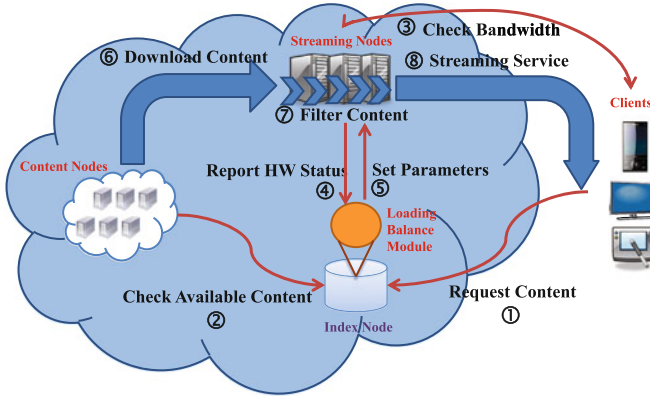 ③ Check Bandwidth
Streaming Nodes
⑥ Download Content
⑧ Streaming Service
Clients
⑦ Filter Content
Content Nodes
Report HW Status
④
Set Parameters
⑤
Loading
Balance
Module
Check Available Content
②
Request Content
①
Index Node